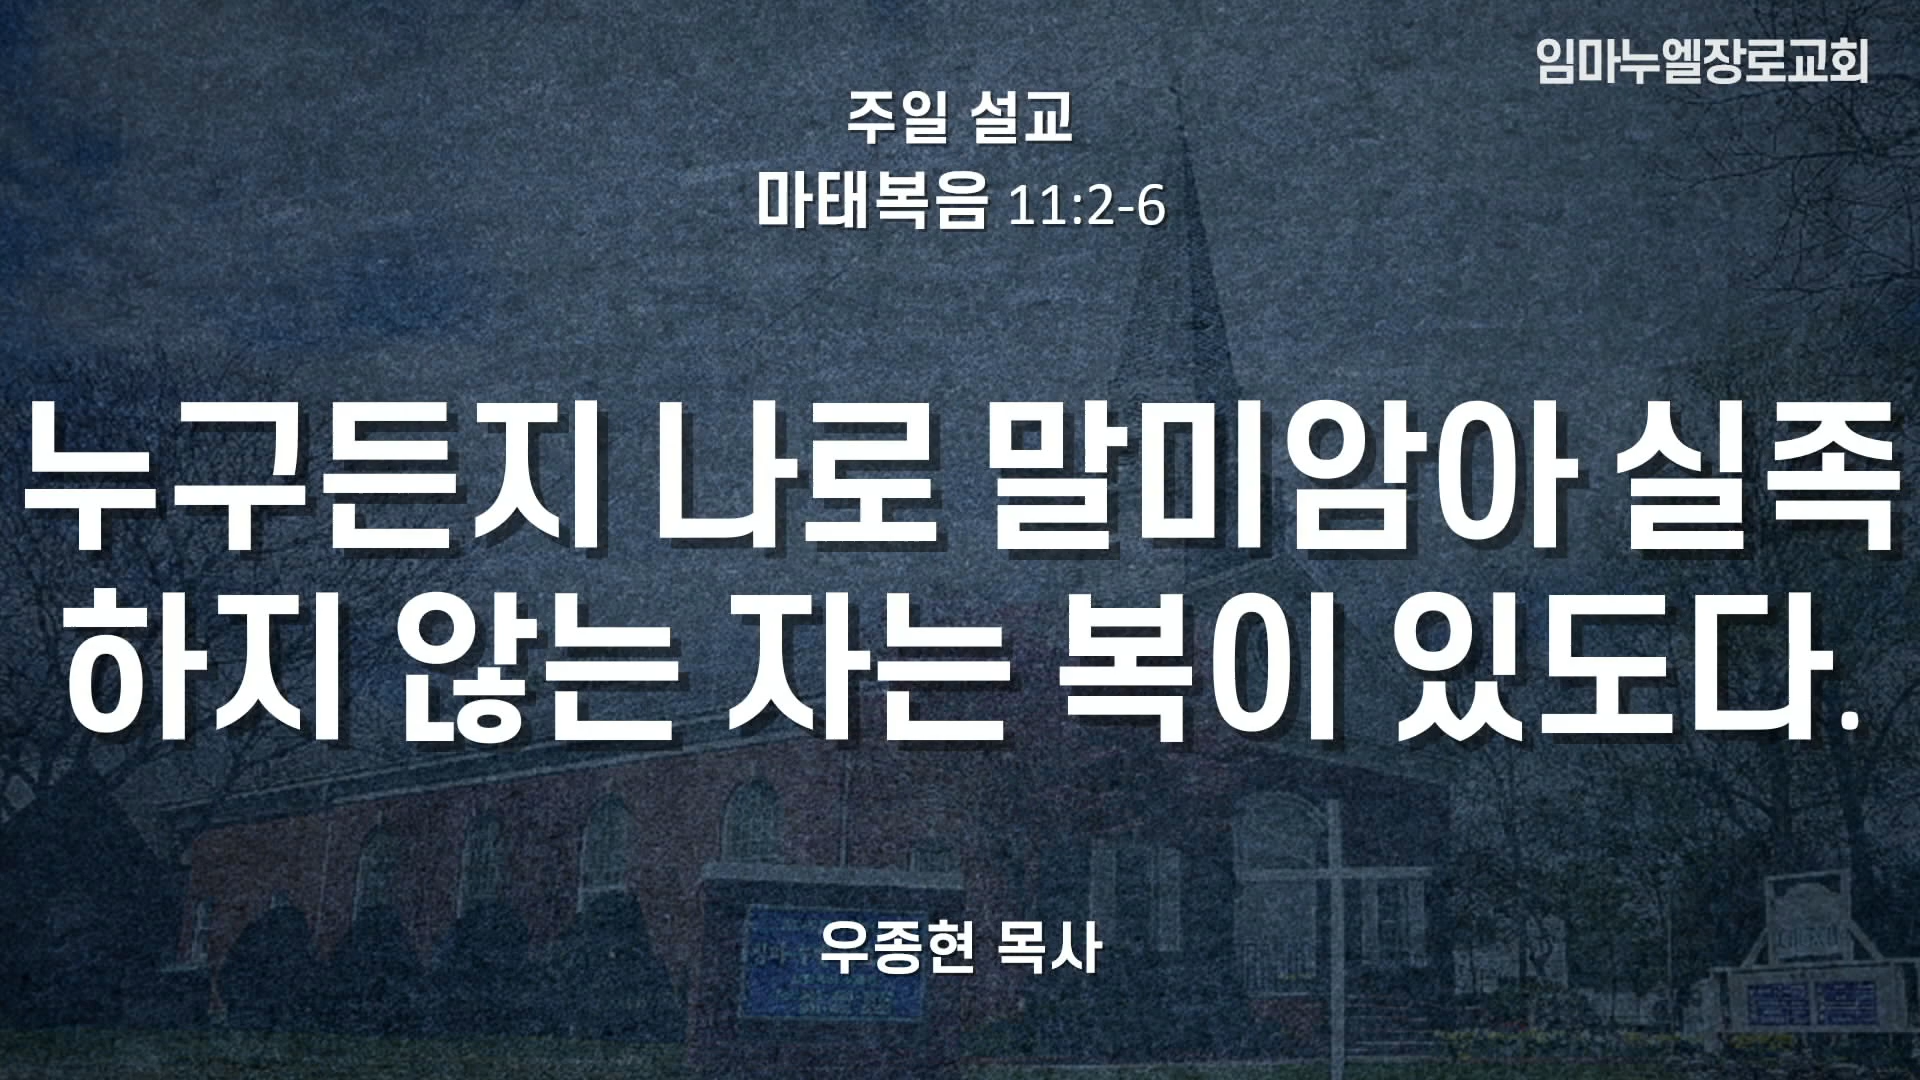 임마누엘장로교회
주일 설교
마태복음 11:2-6
누구든지 나로 말미암아 실족
하지 않는 자는 복이 있도다.
우종현 목사